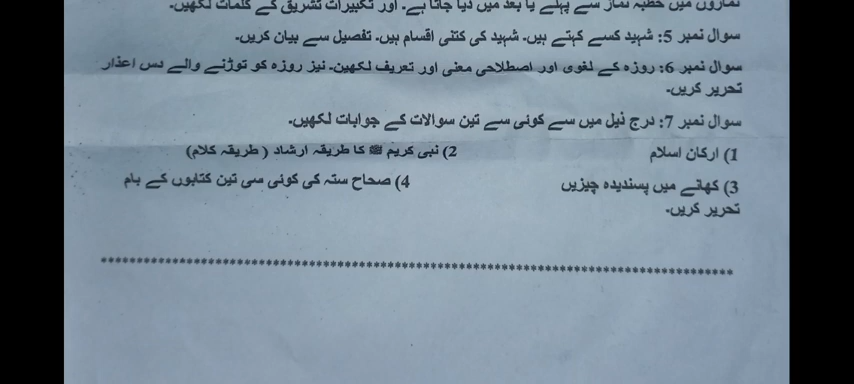 نمازوں میں خطبہ نماز سے پہلے یا بعد میں دیا جاتا ہے۔ اور تکبیرات تشریق کے کلمات لکھیں۔
سوال نمبر 5: شہید کسے کہتے ہیں۔ شہید کی کتنی اقسام ہیں۔ تفصیل سے بیان کریں۔
سوال نمبر 6: روزہ کے لغوی اور اصطلاحی معنی اور تعریف لکھین۔ نیز روزہ کو توڑنے والے دس اعذار
تحریر کریں۔
سوال نمبر 7: درج ذیل میں سے کوئی سے تین سوالات کے جوابات لکھیں۔
1) ارکان اسلام 2) نبی کریم ﷺ کا طریقہ ارشاد ( طریقہ کلام)
3) کھانے میں پسندیدہ چیزیں 4) صحاح ستہ کی کوئی سی تین کتابوں کے بام
تحریر کریں۔